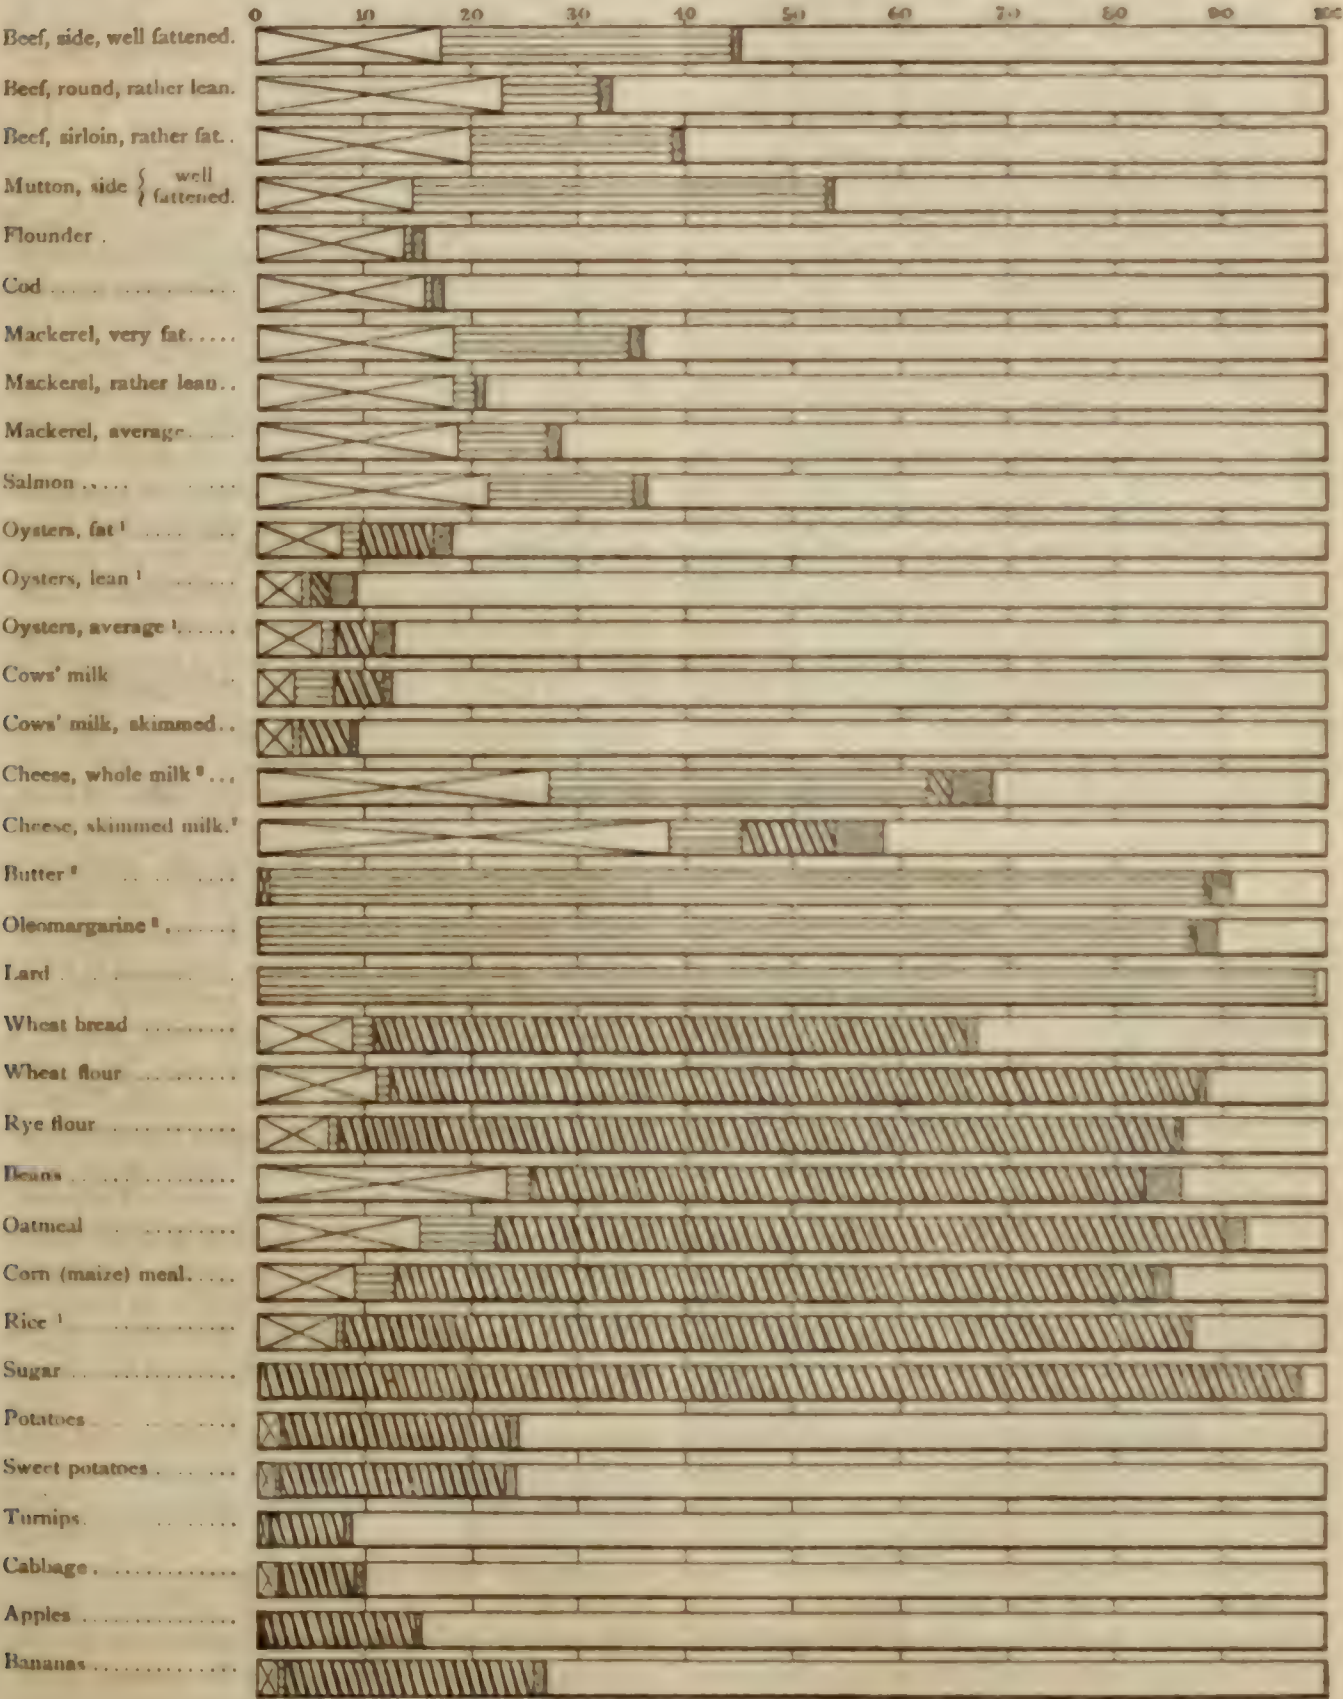 0 10 20 30 40 50 60 70 80 90 100
Beef, side, well fattened.
Beef, round, rather lean.
Beef, sirloin, rather fat..
Mutton, side { well
fattened.
Flounder .
Cod .... . ... . ...
Mackerel, very fat.....
Mackerel, rather lean..
Mackerel, average. ...
Salmon ..... . ...
Oysters, fat ¹ .... ..
Oysters, lean ¹ .. ...
Oysters, average ¹......
Cows' milk .
Cows' milk, skimmed..
Cheese, whole milk ²...
Cheese, skimmed milk.²
Butter ² .. .. ....
Oleomargarine ² .......
Lard . . ... . .
Wheat bread .........
Wheat flour .........
Rye flour .... .......
Beans .... ...........
Oatmeal . ........
Corn (maize) meal.....
Rice ¹ .... .......
Sugar ... ...........
Potatoes . ... ....
Sweet potatoes . .. ...
Turnips. .. .......
Cabbage. ............
Apples ..............
Bananas .............